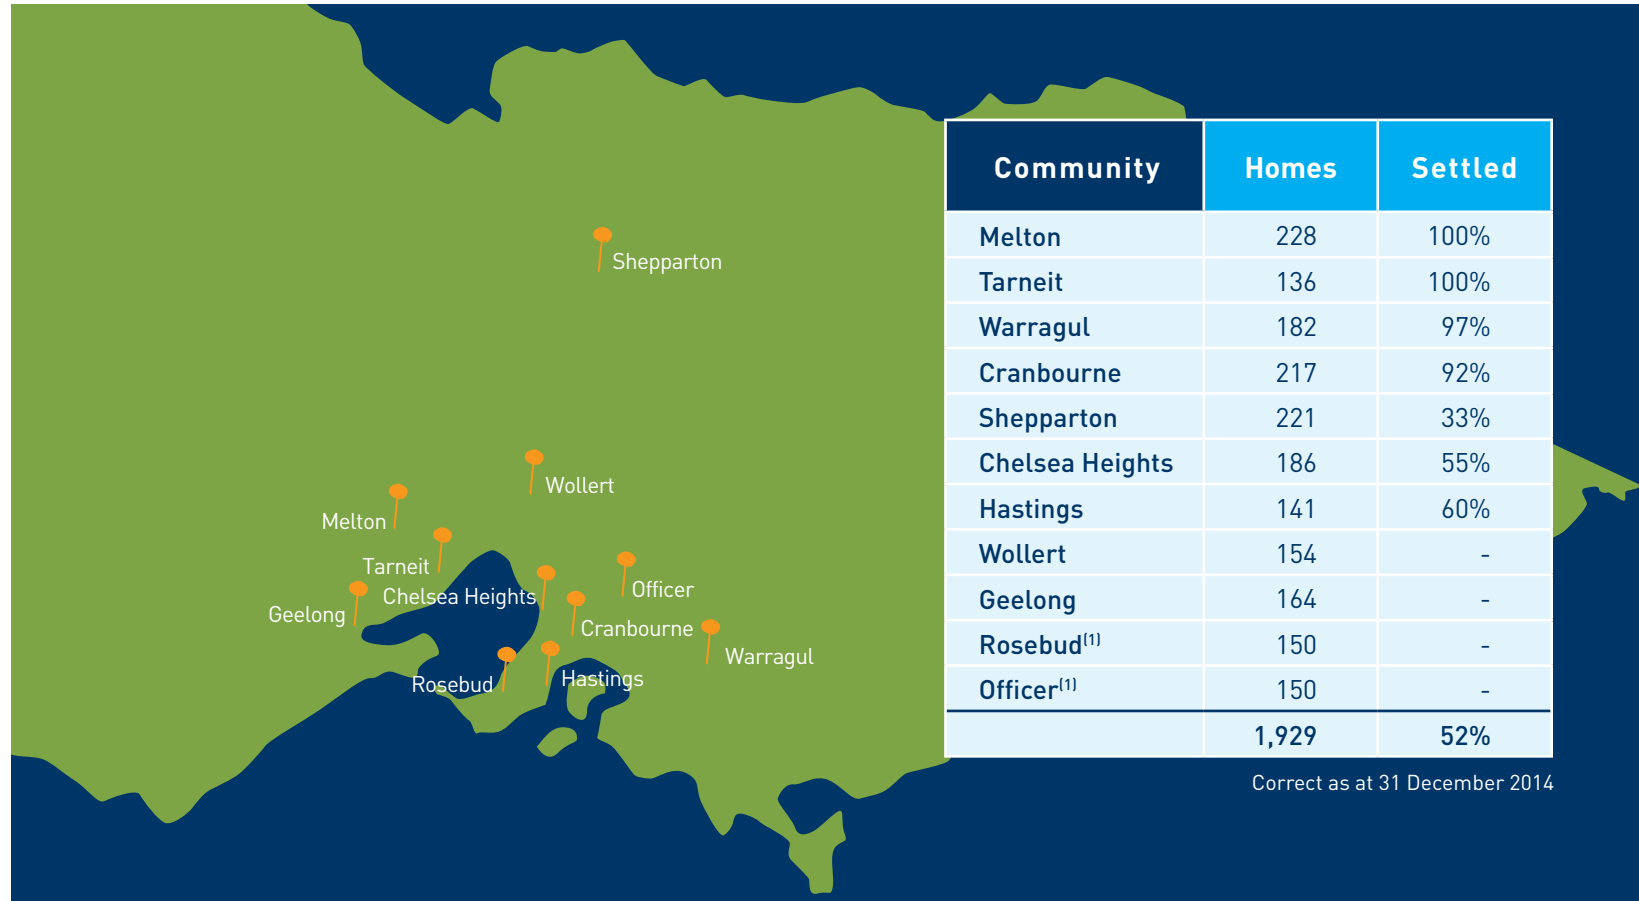 Shepparton
Wollert
Melton
Tarneit
Geelong
Chelsea Heights
Officer
Cranbourne
Warragul
Rosebud
Hastings
Community Homes Settled
Melton 228 100%
Tarneit 136 100%
Warragul 182 97%
Cranbourne 217 92%
Shepparton 221 33%
Chelsea Heights 186 55%
Hastings 141 60%
Wollert 154 -
Geelong 164 -
Rosebud(1) 150 -
Officer(1) 150 -
1,929 52%
Correct as at 31 December 2014